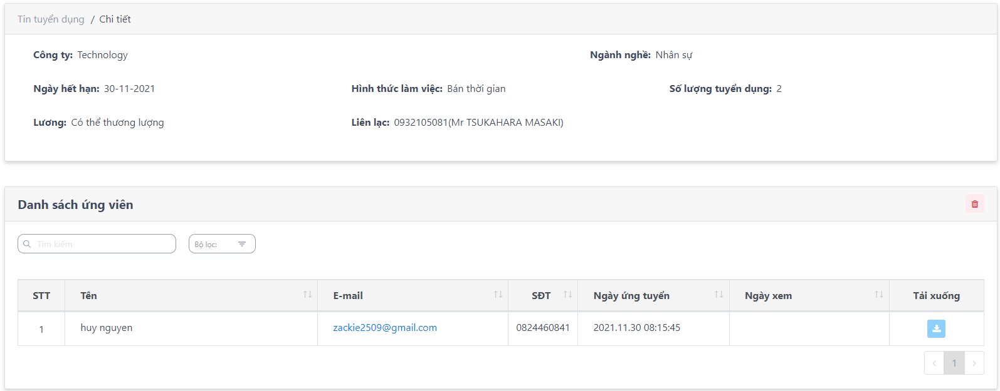 Tin tuyển dụng / Chi tiết
Công ty: Technology Ngành nghề: Nhân sự
Ngày hết hạn: 30-11-2021 Hình thức làm việc: Bán thời gian Số lượng tuyển dụng: 2
Lương: Có thể thương lượng Liên lạc: 0932105081(Mr TSUKAHARA MASAKI)
Danh sách ứng viên
Tìm kiếm Bộ lọc:
STT Tên E-mail SĐT Ngày ứng tuyển Ngày xem Tải xuống
1 huy nguyen zackie2509@gmail.com 0824460841 2021.11.30 08:15:45
1